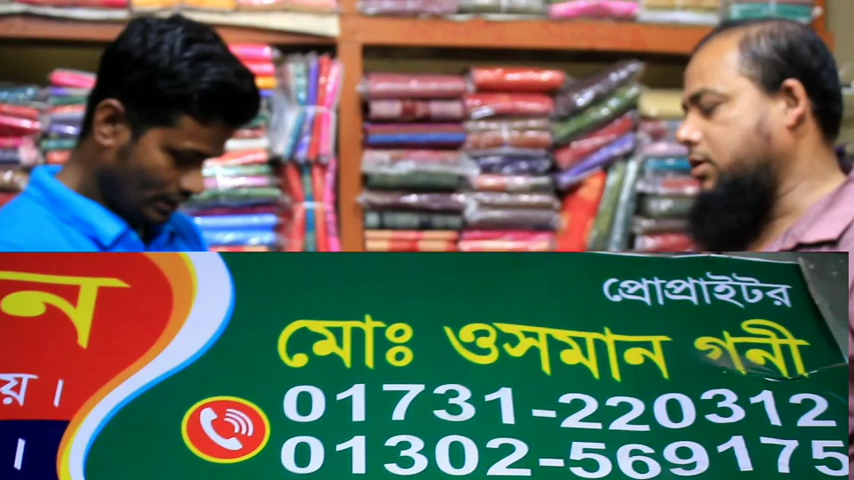 ন
প্রোপ্রাইটর
মোঃ ওসমান গনী
য় ।
01731-220312
01302-569175
।